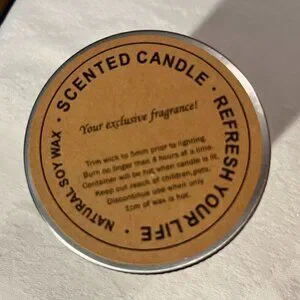 · SCENTED CANDLE · REFRESH YOUR LIFE · NATURAL SOY WAX
Your exclusive fragrance!
Trim wick to 5mm prior to lighting.
Burn no longer than 4 hours at a time.
Container will be hot when candle is lit.
Keep out reach of children,pets.
Discontinue use when only
1cm of wax is hot.